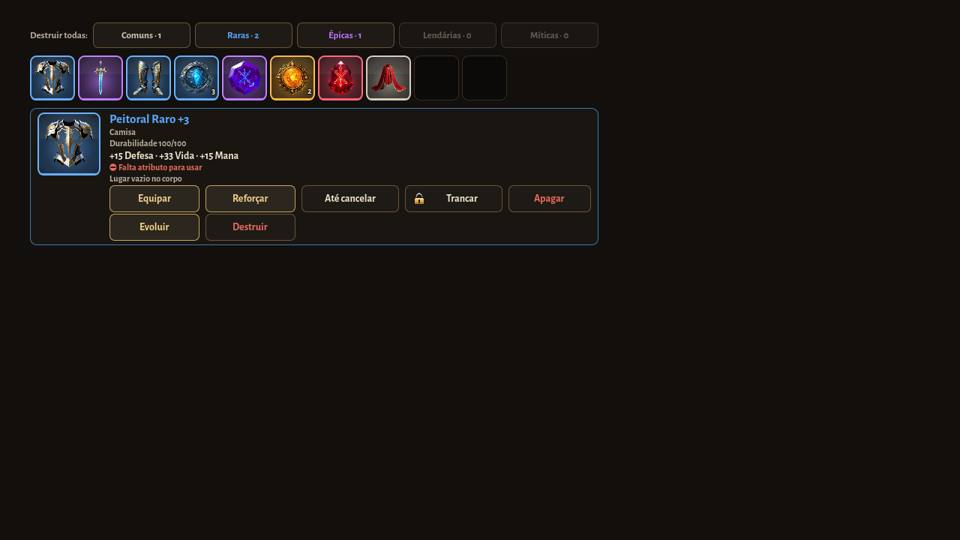 Destruir todas: Comuns · 1 Raras · 2 Épicas · 1 Lendárias · 0 Míticas · 0
3 2
Peitoral Raro +3
Camisa
Durabilidade 100/100
+15 Defesa · +33 Vida · +15 Mana
Falta atributo para usar
Lugar vazio no corpo
Equipar Reforçar Até cancelar Trancar Apagar
Evoluir Destruir